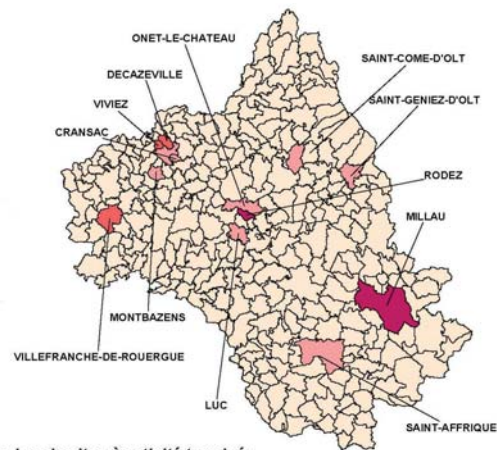 ONET-LE-CHATEAU
SAINT-COME-D'OLT
DECAZEVILLE
SAINT-GENIEZ-D'OLT
VIVIEZ
CRANSAC
RODEZ
MILLAU
MONTBAZENS
VILLEFRANCHE-DE-ROUERGUE
LUC
SAINT-AFFRIQUE